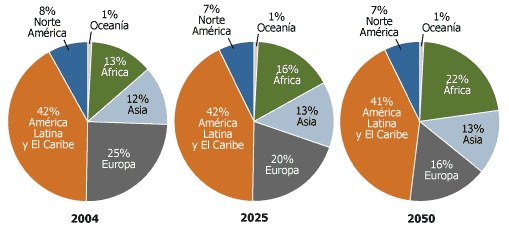 8%
Norte
América
1%
Oceanía
13%
África
12%
Asia
25%
Europa
42%
América
Latina
y El Caribe
2004
7%
Norte
América
1%
Oceanía
16%
África
13%
Asia
20%
Europa
42%
América
Latina
y El Caribe
2025
7%
Norte
América
1%
Oceanía
22%
África
13%
Asia
16%
Europa
41%
América
Latina
y El Caribe
2050